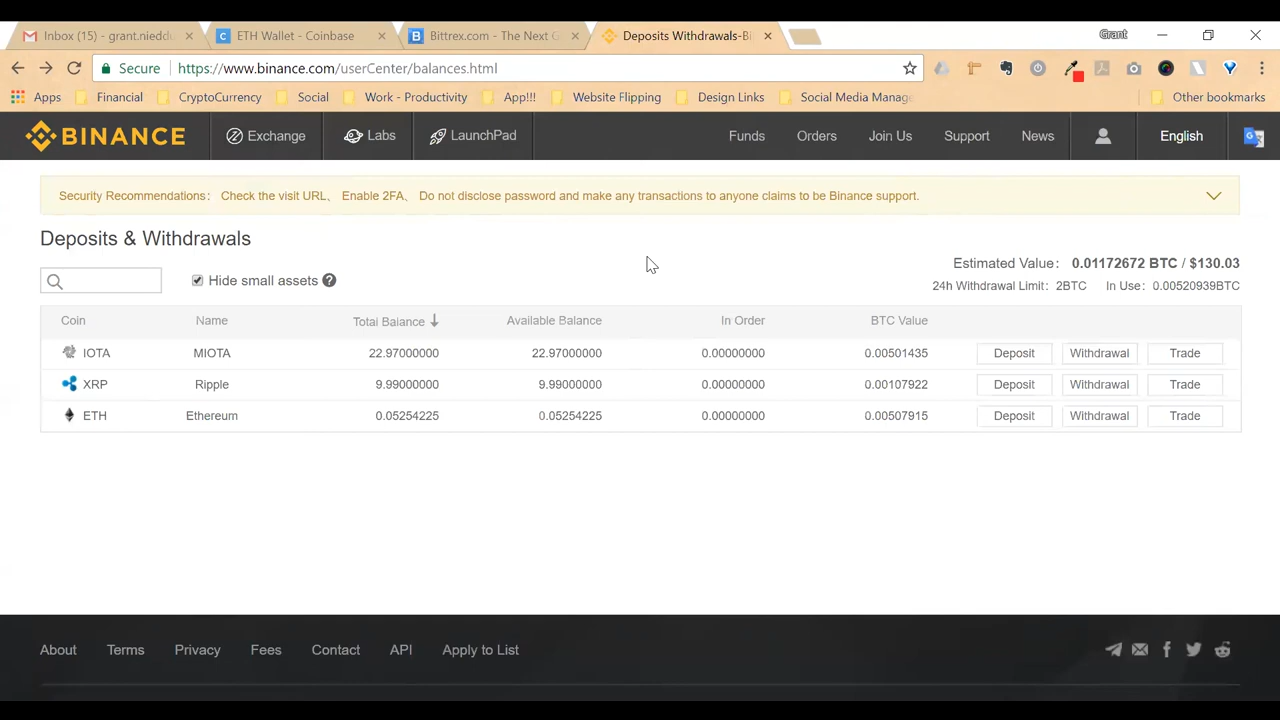 Inbox (15) - grant.niedd
ETH Wallet - Coinbase
Bittrex.com - The Next G
Deposits Withdrawals-Bi
Grant
Secure
https://www.binance.com/userCenter/balances.html
Apps
Financial
CryptoCurrency
Social
Work - Productivity
App!!!
Website Flipping
Design Links
Social Media Manag
Other bookmarks
BINANCE
Exchange
Labs
LaunchPad
Funds
Orders
Join Us
Support
News
English
Security Recommendations: Check the visit URL、 Enable 2FA、 Do not disclose password and make any transactions to anyone claims to be Binance support.
Deposits & Withdrawals
Hide small assets ?
Estimated Value: 0.01172672 BTC / $130.03
24h Withdrawal Limit: 2BTC In Use: 0.00520939BTC
Coin Name Total Balance Available Balance In Order BTC Value
IOTA MIOTA 22.97000000 22.97000000 0.00000000 0.00501435 Deposit Withdrawal Trade
XRP Ripple 9.99000000 9.99000000 0.00000000 0.00107922 Deposit Withdrawal Trade
ETH Ethereum 0.05254225 0.05254225 0.00000000 0.00507915 Deposit Withdrawal Trade
About Terms Privacy Fees Contact API Apply to List